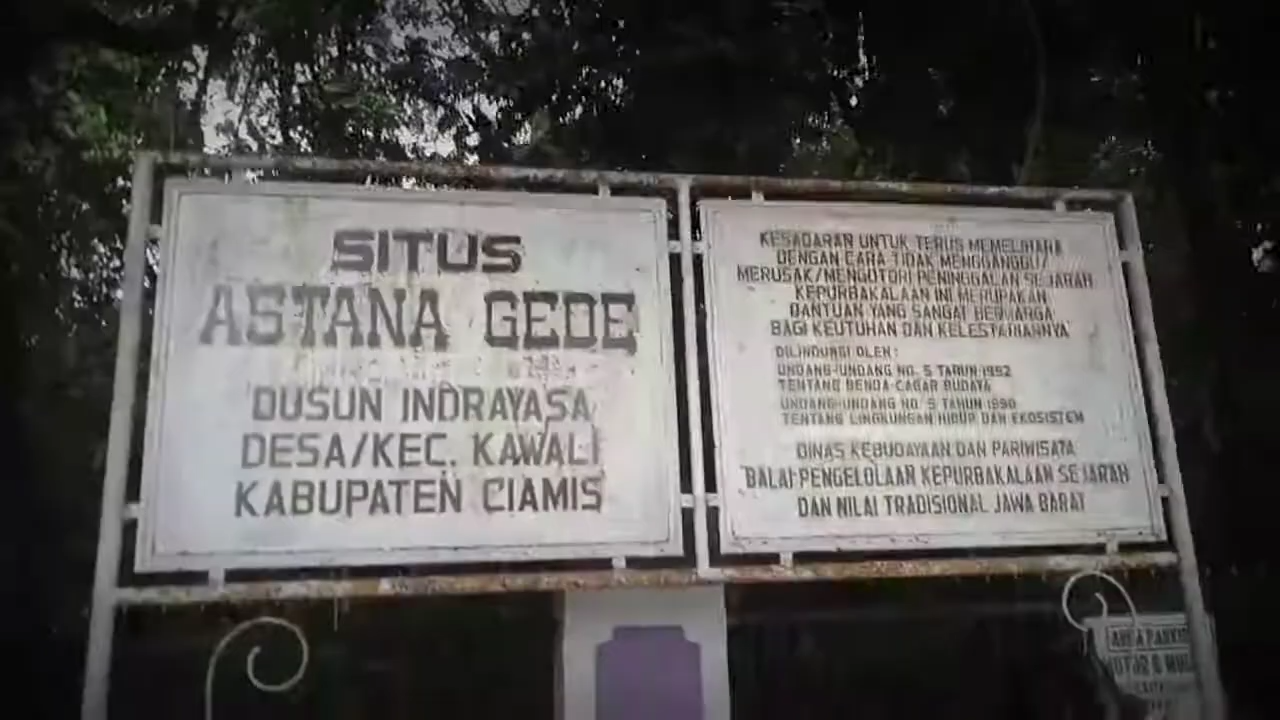 SITUS
ASTANA GEDE
DUSUN INDRAYASA
DESA/KEC. KAWALI
KABUPATEN CIAMIS
KESADARAN UNTUK TERUS MEMELIHARA
DENGAN CARA TIDAK MENGGANGGU/
MERUSAK/MENGOTORI PENINGGALAN SEJARAH
KEPURBAKALAAN INI MERUPAKAN
BANTUAN YANG SANGAT BERHARGA
BAGI KEUTUHAN DAN KELESTARIANNYA
DILINDUNGI OLEH :
UNDANG-UNDANG NO. 5 TAHUN 1992
TENTANG BENDA CAGAR BUDAYA
UNDANG-UNDANG NO. 5 TAHUN 1990
TENTANG LINGKUNGAN HIDUP DAN EKOSISTEM
DINAS KEBUDAYAAN DAN PARIWISATA
BALAI PENGELOLAAN KEPURBAKALAAN SEJARAH
DAN NILAI TRADISIONAL JAWA BARAT
AREA PARKIR